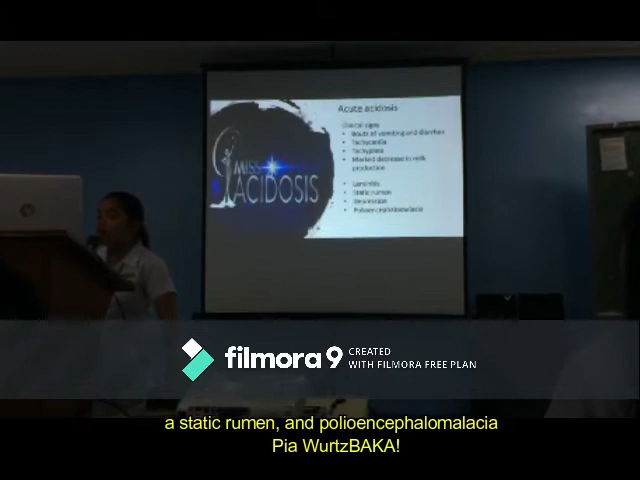 Acute acidosis
Clinical signs
• Bouts of vomiting and diarrhea
• Tachycardia
• Tachypnea
• Marked decrease in milk
production
• Laminitis
• Static rumen
• Depression
• Polioencephalomalacia
MISS
ACIDOSIS
filmora 9 CREATED
WITH FILMORA FREE PLAN
a static rumen, and polioencephalomalacia
Pia WurtzBAKA!